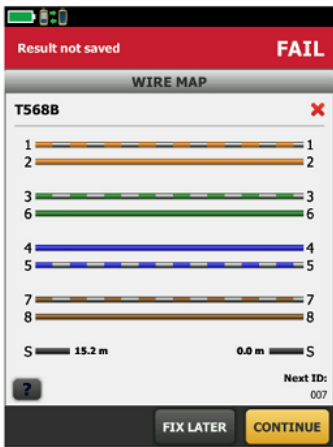 Result not saved FAIL
WIRE MAP
T568B
1 1
2 2
3 3
6 6
4 4
5 5
7 7
8 8
S 15.2 m 0.0 m S
Next ID:
? 007
FIX LATER CONTINUE